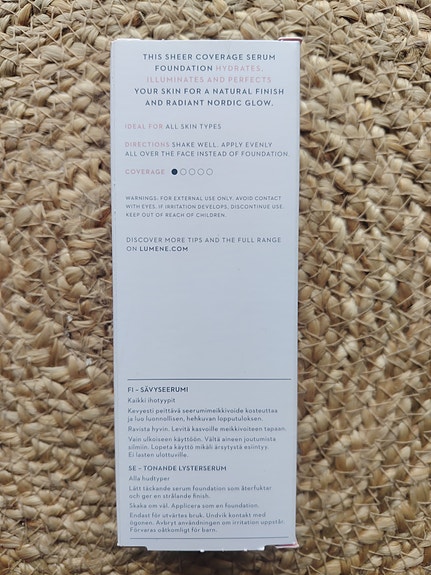 THIS SHEER COVERAGE SERUM
FOUNDATION HYDRATES,
ILLUMINATES AND PERFECTS
YOUR SKIN FOR A NATURAL FINISH
AND RADIANT NORDIC GLOW.
IDEAL FOR ALL SKIN TYPES
DIRECTIONS SHAKE WELL. APPLY EVENLY
ALL OVER THE FACE INSTEAD OF FOUNDATION.
COVERAGE
WARNINGS: FOR EXTERNAL USE ONLY. AVOID CONTACT
WITH EYES. IF IRRITATION DEVELOPS, DISCONTINUE USE.
KEEP OUT OF REACH OF CHILDREN.
DISCOVER MORE TIPS AND THE FULL RANGE
ON LUMENE.COM
FI – SÄVYSEERUMI
Kaikki ihotyypit
Kevyesti peittävä seerumimeikkivoide kosteuttaa
ja luo luonnollisen, hehkuvan lopputuloksen.
Ravista hyvin. Levitä kasvoille meikkivoiteen tapaan.
Vain ulkoiseen käyttöön. Vältä aineen joutumista
silmiin. Lopeta käyttö mikäli ärsytystä esiintyy.
Ei lasten ulottuville.
SE – TONANDE LYSTERSERUM
Alla hudtyper
Lätt täckande serum foundation som återfuktar
och ger en strålande finish.
Skaka om väl. Applicera som en foundation.
Endast för utvärtes bruk. Undvik kontakt med
ögonen. Avbryt användningen om irritation uppstår.
Förvaras oåtkomligt för barn.